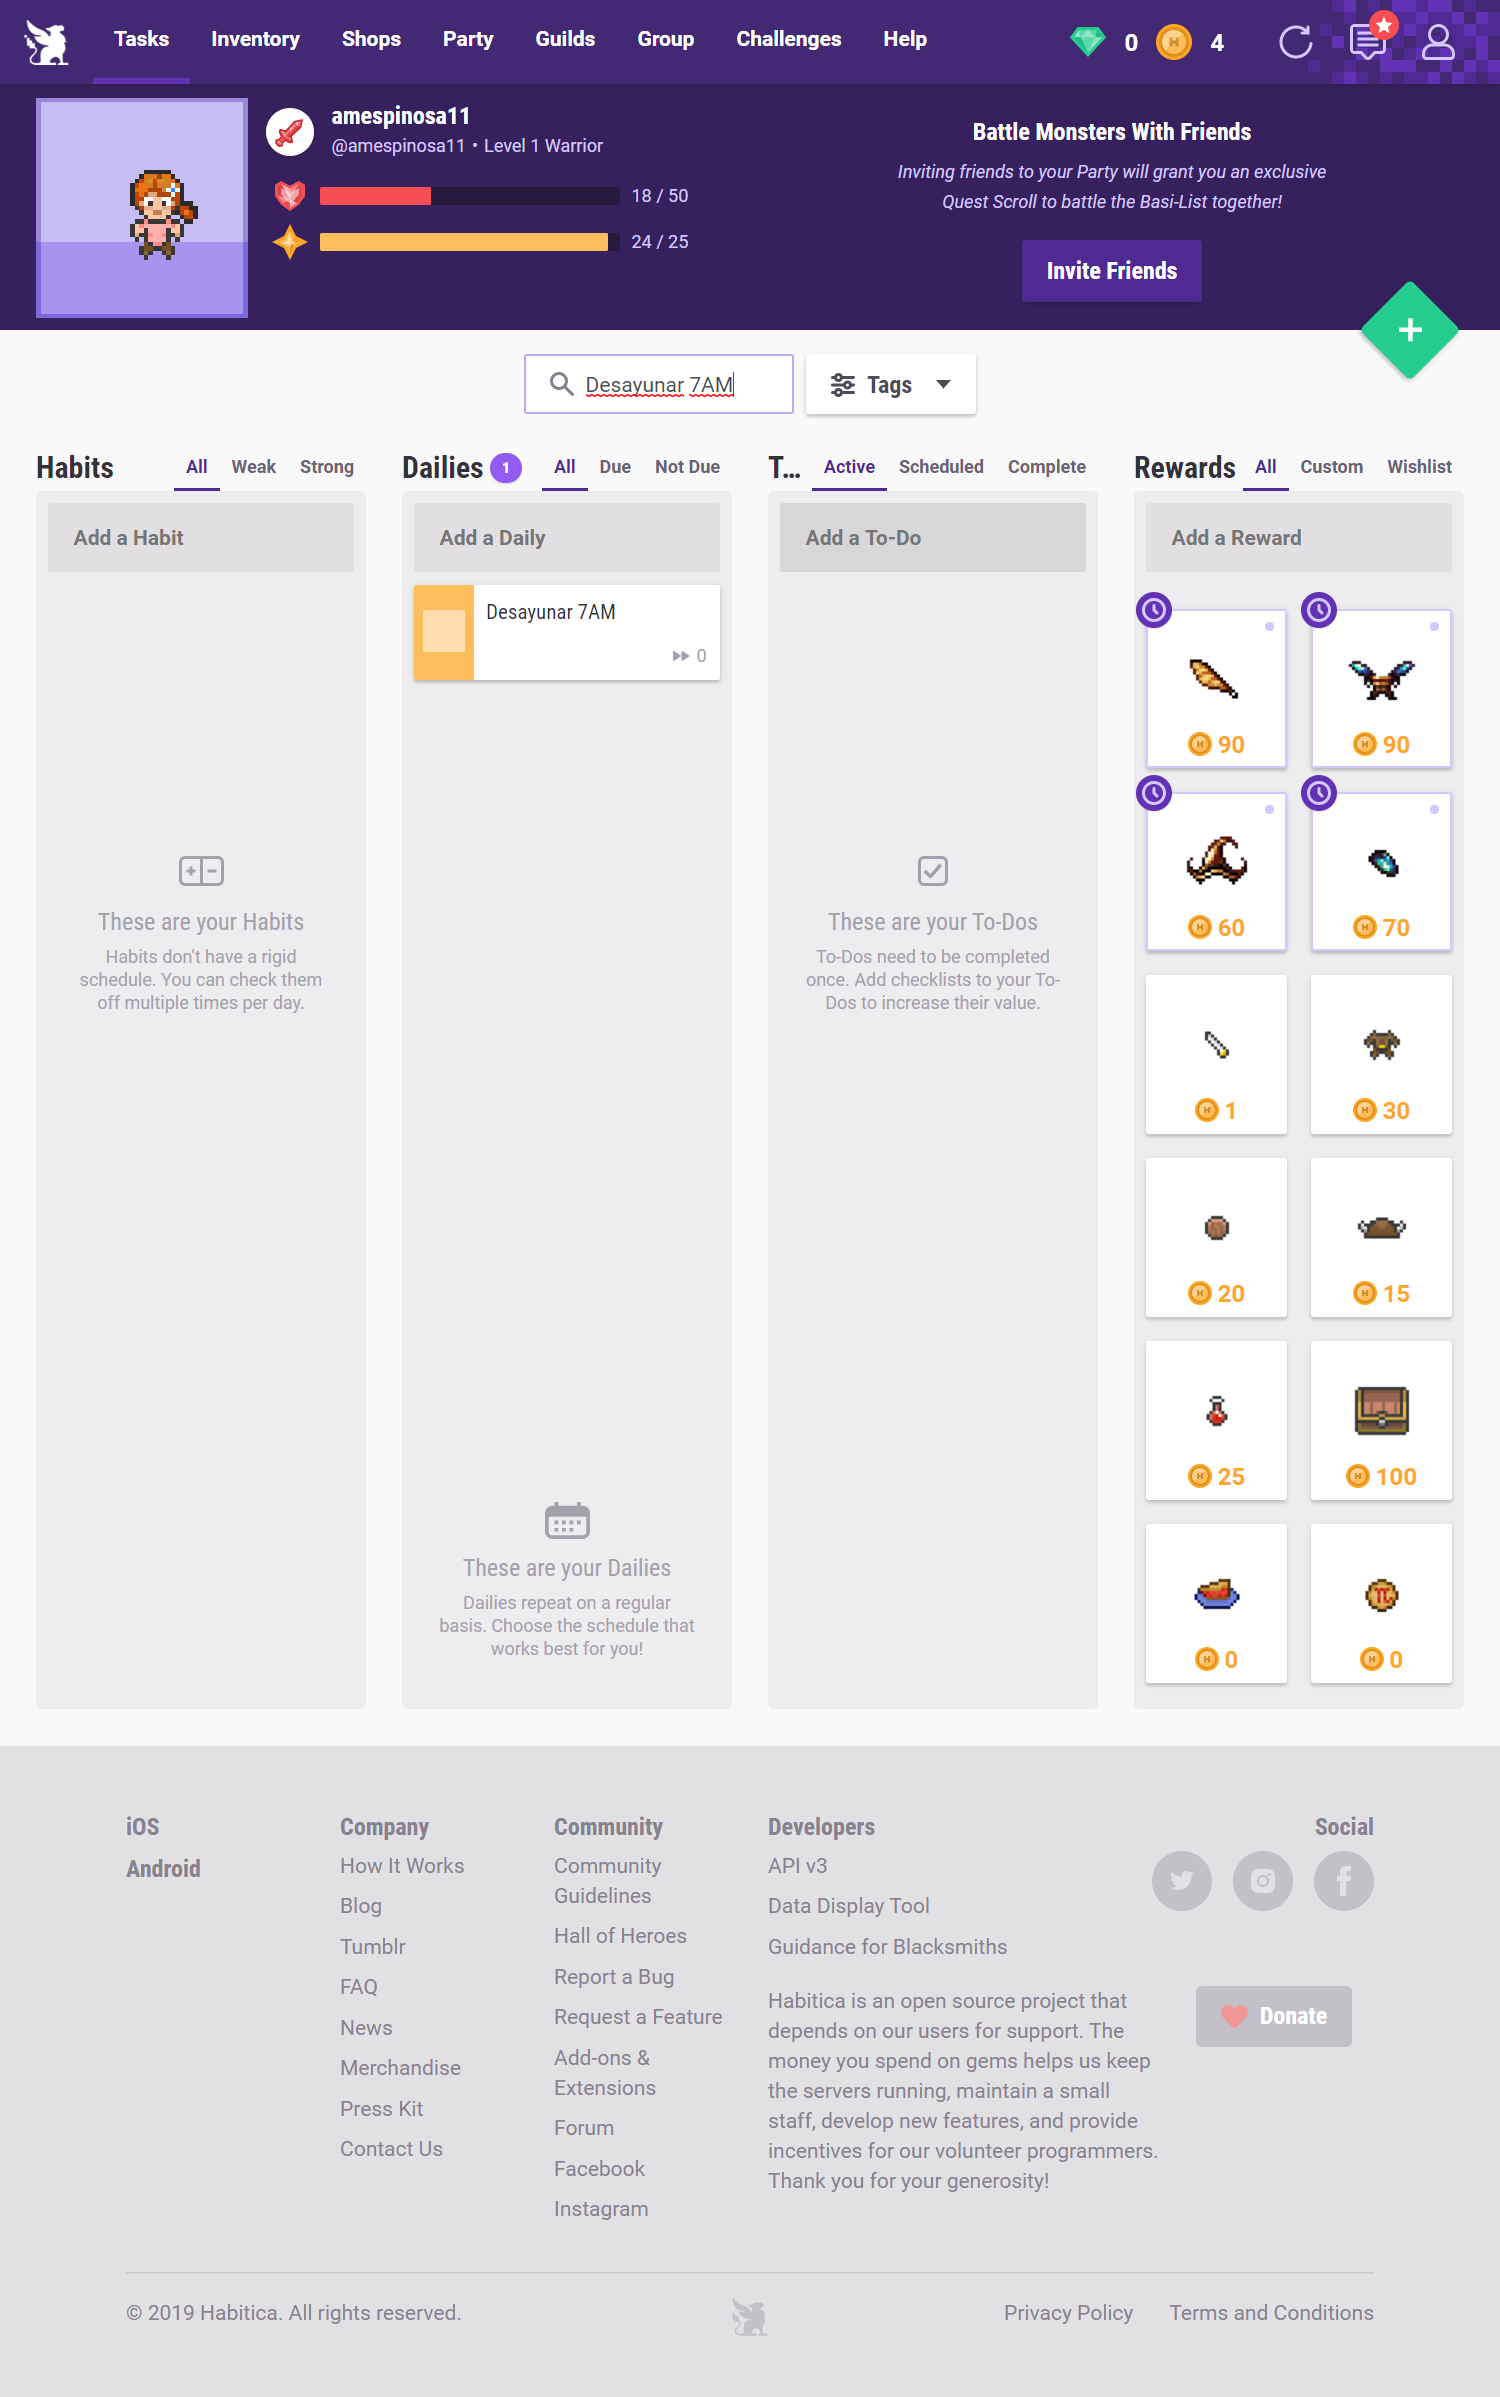 Tasks Inventory Shops Party Guilds Group Challenges Help 0 4
amespinosa11
@amespinosa11 • Level 1 Warrior
18 / 50
24 / 25
Battle Monsters With Friends
Inviting friends to your Party will grant you an exclusive
Quest Scroll to battle the Basi-List together!
Invite Friends
Desayunar 7AM
Tags
Habits All Weak Strong
Add a Habit
These are your Habits
Habits don't have a rigid
schedule. You can check them
off multiple times per day.
Dailies 1 All Due Not Due
Add a Daily
Desayunar 7AM
0
These are your Dailies
Dailies repeat on a regular
basis. Choose the schedule that
works best for you!
T... Active Scheduled Complete
Add a To-Do
These are your To-Dos
To-Dos need to be completed
once. Add checklists to your To-
Dos to increase their value.
Rewards All Custom Wishlist
Add a Reward
90 90
60 70
1 30
20 15
25 100
0 0
iOS
Android
Company
How It Works
Blog
Tumblr
FAQ
News
Merchandise
Press Kit
Contact Us
Community
Community
Guidelines
Hall of Heroes
Report a Bug
Request a Feature
Add-ons &
Extensions
Forum
Facebook
Instagram
Developers
API v3
Data Display Tool
Guidance for Blacksmiths
Habitica is an open source project that
depends on our users for support. The
money you spend on gems helps us keep
the servers running, maintain a small
staff, develop new features, and provide
incentives for our volunteer programmers.
Thank you for your generosity!
Social
Donate
© 2019 Habitica. All rights reserved.
Privacy Policy Terms and Conditions